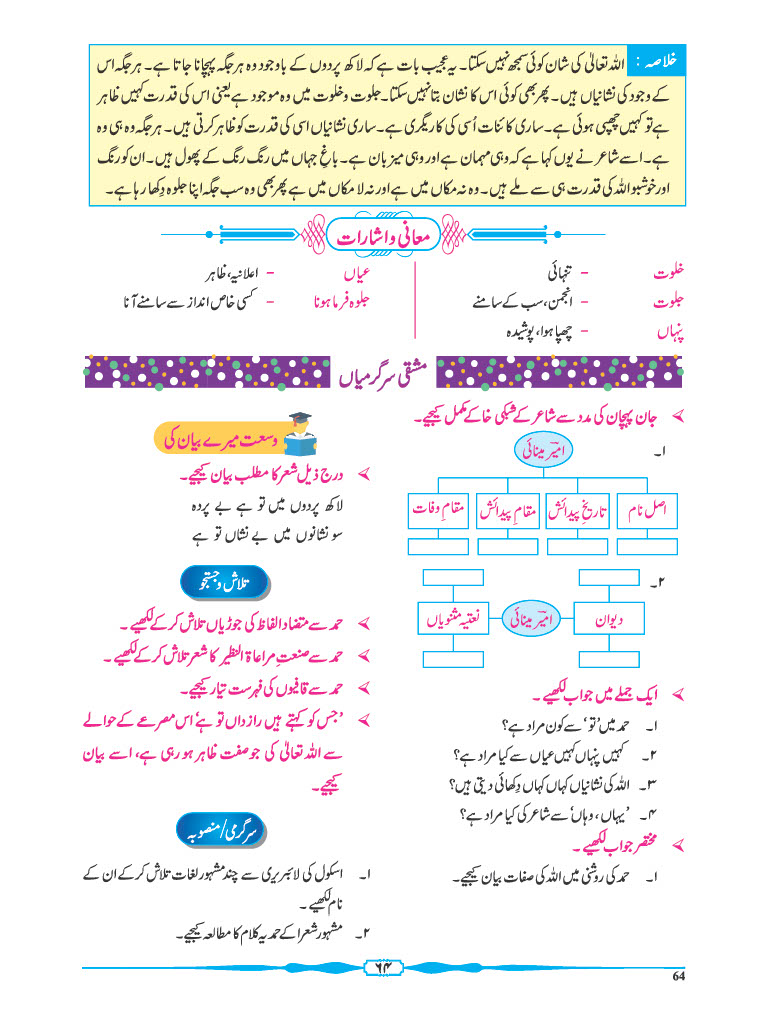 خلاصہ : اللہ تعالیٰ کی شان کوئی سمجھ نہیں سکتا۔ یہ عجیب بات ہے کہ لاکھ پردوں کے باوجود وہ ہر جگہ پہچانا جاتا ہے۔ ہر جگہ اس
کے وجود کی نشانیاں ہیں۔ پھر بھی کوئی اس کا نشان بتا نہیں سکتا۔ جلوت و خلوت میں وہ موجود ہے یعنی اس کی قدرت کہیں ظاہر
ہے تو کہیں چھپی ہوئی ہے۔ ساری کائنات اُسی کی کاریگری ہے۔ ساری نشانیاں اسی کی قدرت کو ظاہر کرتی ہیں۔ ہر جگہ وہ ہی وہ
ہے۔ اسے شاعر نے یوں کہا ہے کہ وہی مہمان ہے اور وہی میزبان ہے۔ باغِ جہاں میں رنگ رنگ کے پھول ہیں۔ ان کو رنگ
اور خوشبو اللہ کی قدرت ہی سے ملے ہیں۔ وہ نہ مکاں میں ہے اور نہ لا مکاں میں ہے پھر بھی وہ سب جگہ اپنا جلوہ دِکھا رہا ہے۔
معانی و اشارات
خلوت - تنہائی
جلوت - انجمن، سب کے سامنے
پنہاں - چھپا ہوا، پوشیدہ
عیاں - اعلانیہ، ظاہر
جلوہ فرما ہونا - کسی خاص انداز سے سامنے آنا
مشقی سرگرمیاں
جان پہچان کی مدد سے شاعر کے شبکی خاکے مکمل کیجیے۔
۱۔
امیرؔ مینائی
اصل نام
تاریخِ پیدائش
مقامِ پیدائش
مقامِ وفات
۲۔
دیوان
امیرؔ مینائی
نعتیہ مثنویاں
ایک جملے میں جواب لکھیے۔
۱۔ حمد میں 'تو' سے کون مراد ہے؟
۲۔ کہیں پنہاں کہیں عیاں سے کیا مراد ہے؟
۳۔ اللہ کی نشانیاں کہاں کہاں دِکھائی دیتی ہیں؟
۴۔ 'یہاں، وہاں' سے شاعر کی کیا مراد ہے؟
مختصر جواب لکھیے۔
۱۔ حمد کی روشنی میں اللہ کی صفات بیان کیجیے۔
وسعت میرے بیان کی
درج ذیل شعر کا مطلب بیان کیجیے۔
لاکھ پردوں میں تو ہے بے پردہ
سو نشانوں میں بے نشاں تو ہے
تلاش و جستجو
حمد سے متضاد الفاظ کی جوڑیاں تلاش کر کے لکھیے۔
حمد سے صنعتِ مراعاۃ النظیر کا شعر تلاش کر کے لکھیے۔
حمد سے قافیوں کی فہرست تیار کیجیے۔
'جس کو کہتے ہیں راز داں تو ہے' اس مصرعے کے حوالے
سے اللہ تعالیٰ کی جو صفت ظاہر ہو رہی ہے، اسے بیان
کیجیے۔
سرگرمی/منصوبہ
۱۔ اسکول کی لائبریری سے چند مشہور لغات تلاش کر کے ان کے
نام لکھیے۔
۲۔ مشہور شعرا کے حمدیہ کلام کا مطالعہ کیجیے۔
۶۴
64